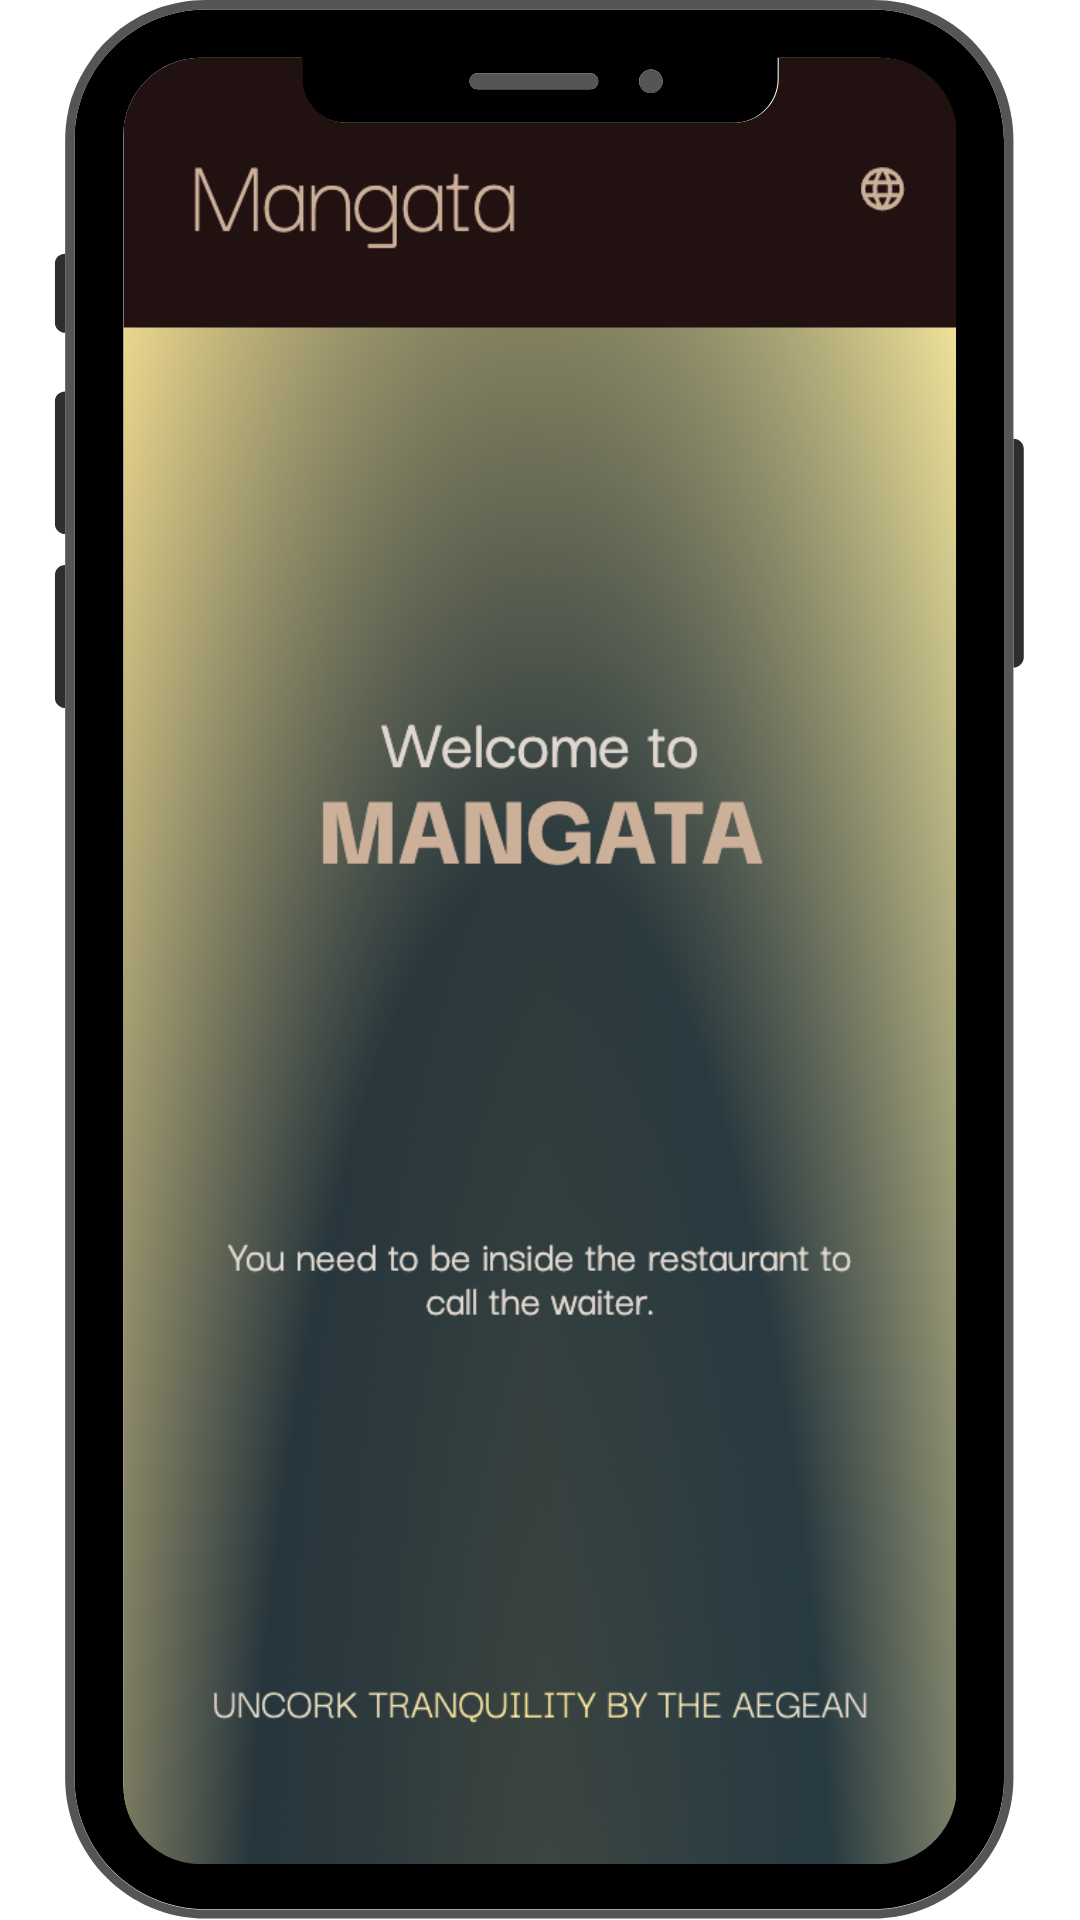 Mangata
Welcome to
MANGATA
You need to be inside the restaurant to
call the waiter.
UNCORK TRANQUILITY BY THE AEGEAN